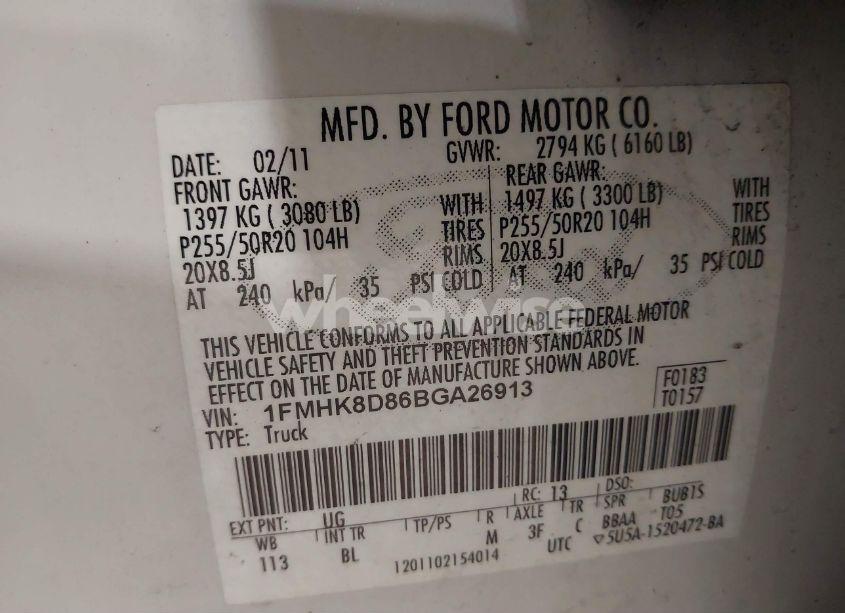 MFD. BY FORD MOTOR CO.
DATE: 02/11 GVWR: 2794 KG ( 6160 LB)
FRONT GAWR: REAR GAWR:
1397 KG ( 3080 LB) WITH 1497 KG ( 3300 LB) WITH
P255/50R20 104H TIRES P255/50R20 104H TIRES
20X8.5J RIMS 20X8.5J RIMS
AT 240 kPa/ 35 PSI COLD AT 240 kPa/ 35 PSI COLD
wheelwise
THIS VEHICLE CONFORMS TO ALL APPLICABLE FEDERAL MOTOR
VEHICLE SAFETY AND THEFT PREVENTION STANDARDS IN
EFFECT ON THE DATE OF MANUFACTURE SHOWN ABOVE.
VIN: 1FMHK8D86BGA26913 F0183
TYPE: Truck T0157
EXT PNT: UG RC: 13 DSO:
WB INT TR TP/PS R AXLE TR SPR BUB1S
113 BL M 3F C BBAA T05
1201102154014 UTC ▽5U5A-1520472-BA